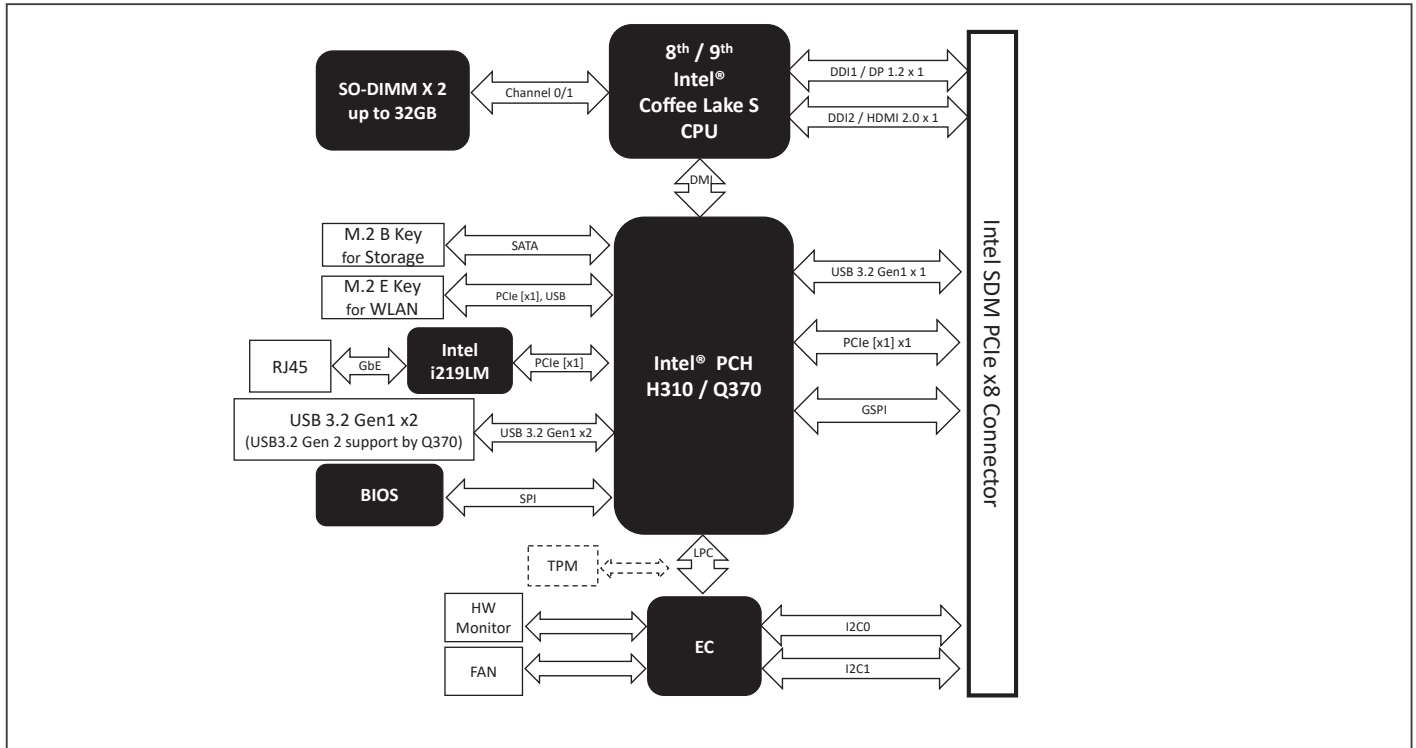 8th / 9th
Intel®
Coffee Lake S
CPU
SO-DIMM X 2
up to 32GB
Channel 0/1
DDI1 / DP 1.2 x 1
DDI2 / HDMI 2.0 x 1
DMI
M.2 B Key
for Storage
SATA
M.2 E Key
for WLAN
PCIe [x1], USB
RJ45
GbE
Intel
i219LM
PCIe [x1]
USB 3.2 Gen1 x2
(USB3.2 Gen 2 support by Q370)
USB 3.2 Gen1 x2
BIOS
SPI
Intel® PCH
H310 / Q370
USB 3.2 Gen1 x 1
PCIe [x1] x1
GSPI
Intel SDM PCIe x8 Connector
TPM
LPC
HW
Monitor
FAN
EC
I2C0
I2C1